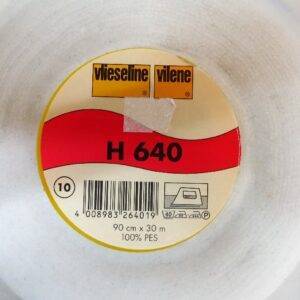 vlieseline vilene
H 640
10
4 008983 264019
P
90 cm x 30 m
100% PES